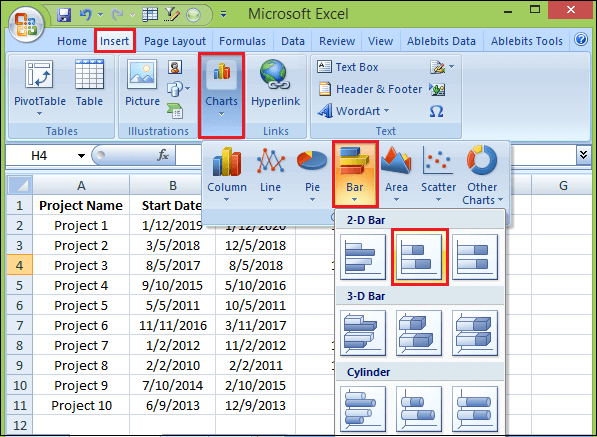 Microsoft Excel
Home Insert Page Layout Formulas Data Review View Ablebits Data Ablebits Tools
PivotTable Table Picture Charts Hyperlink Text Box
Header & Footer
WordArt
Tables Illustrations Links Text
H4 fx
Column Line Pie Bar Area Scatter Other Charts
A B G
1 Project Name Start Date
2-D Bar
2 Project 1 1/12/2019 1/12/2020
3 Project 2 3/5/2018 12/5/2018
4 Project 3 8/5/2017 8/5/2018
5 Project 4 9/10/2015 5/10/2016
6 Project 5 5/5/2011 10/5/2011
3-D Bar
7 Project 6 11/11/2016 3/11/2017
8 Project 7 1/2/2012 11/2/2012
9 Project 8 2/2/2010 2/2/2011
10 Project 9 7/10/2014 2/10/2015
Cylinder
11 Project 10 6/9/2013 12/9/2013
12